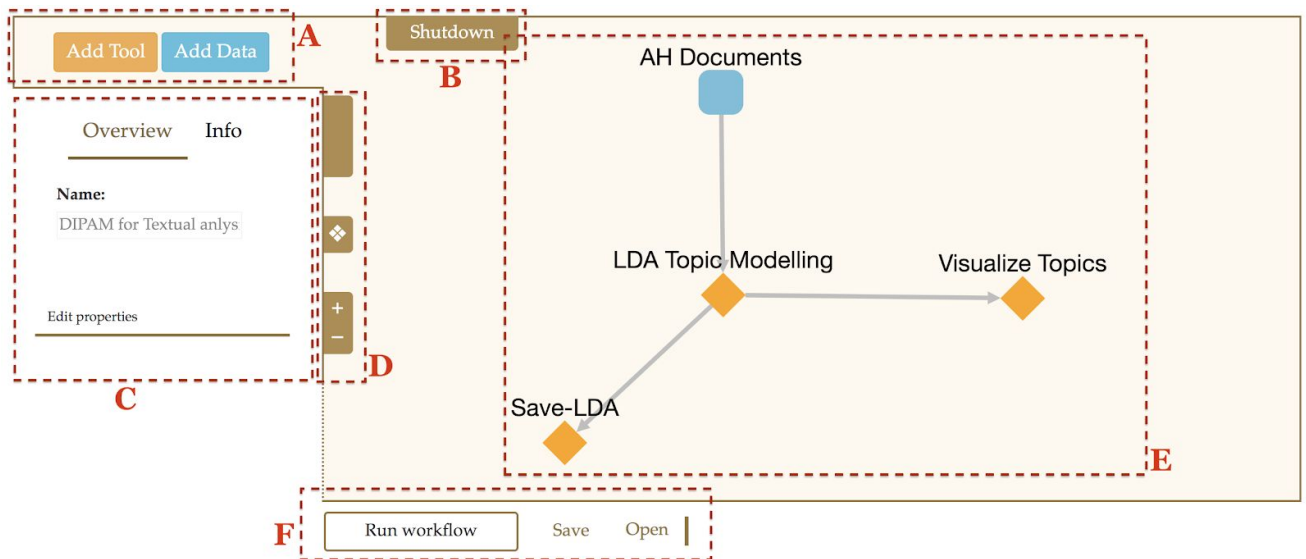 Add Tool Add Data A
Shutdown
B
AH Documents
Overview Info
Name:
DIPAM for Textual anlys
Edit properties
C
+
−
D
LDA Topic Modelling
Visualize Topics
Save-LDA
E
F
Run workflow Save Open